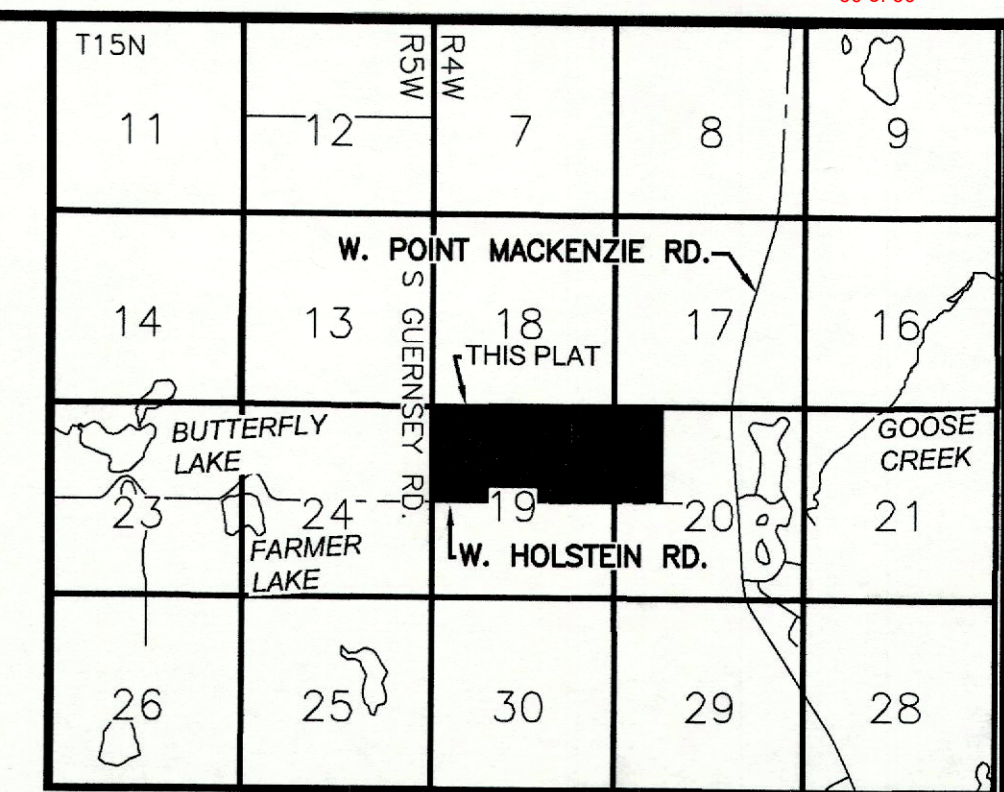 T15N
R5W
R4W
11
12
7
8
9
W. POINT MACKENZIE RD.
14
13
S GUERNSEY RD.
18
17
16
THIS PLAT
BUTTERFLY
LAKE
GOOSE
CREEK
23
24
19
20
21
FARMER
LAKE
W. HOLSTEIN RD.
26
25
30
29
28